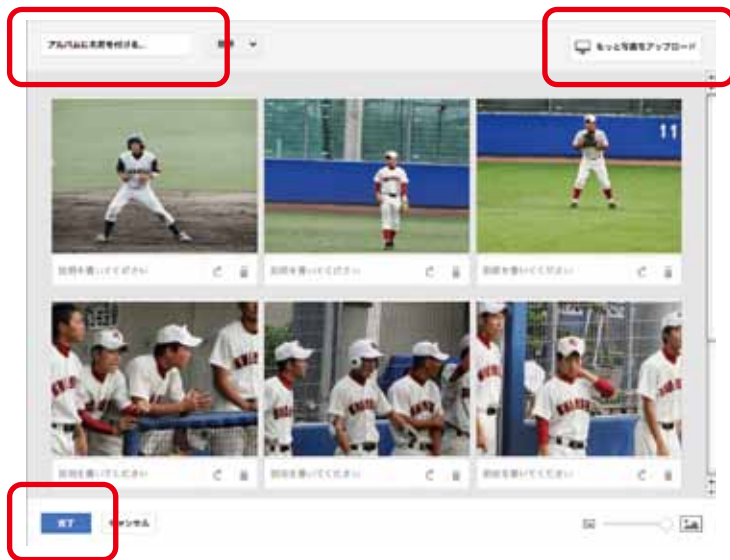 アルバムに名前を付ける...
もっと写真をアップロード
11
説明を書いてください
説明を書いてください
説明を書いてください
説明を書いてください
説明を書いてください
説明を書いてください
完了
キャンセル